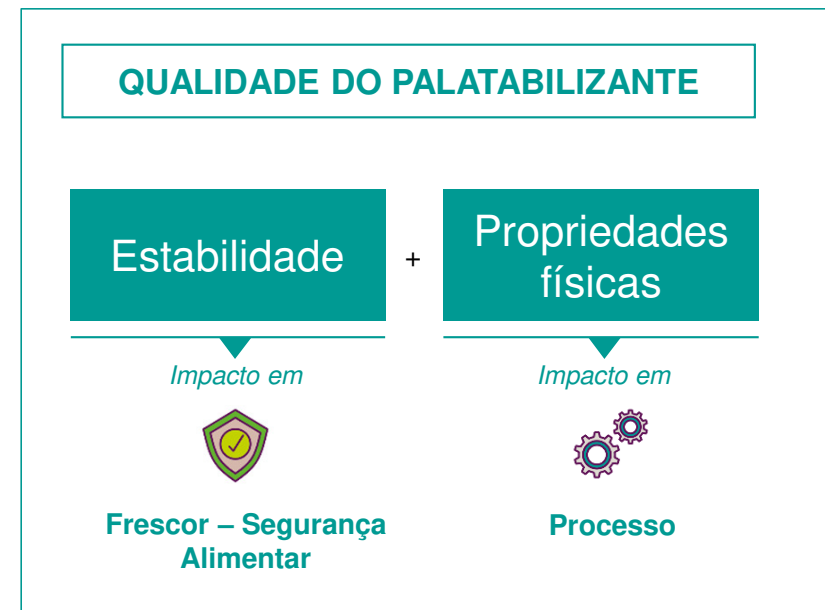 QUALIDADE DO PALATABILIZANTE
Estabilidade
+
Propriedades
físicas
Impacto em
Impacto em
Frescor – Segurança
Alimentar
Processo